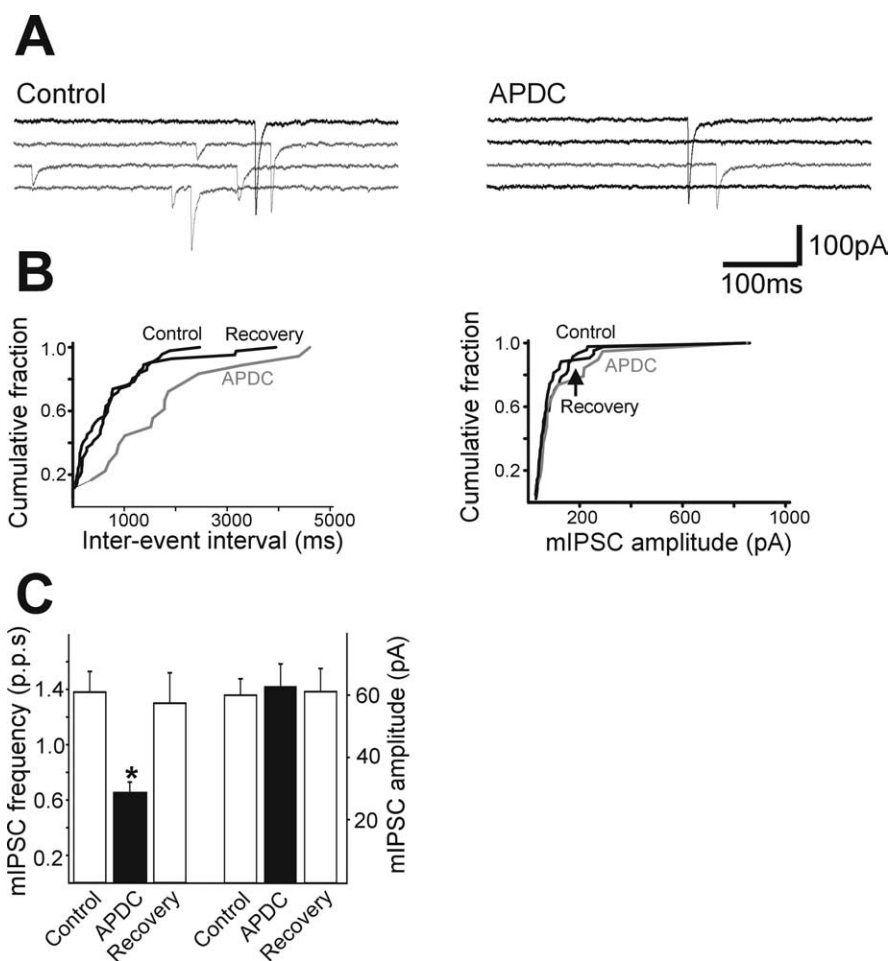 A
Control
APDC
100pA
100ms
B
Cumulative fraction
1.0
0.6
0.2
Control
Recovery
APDC
1000
3000
5000
Inter-event interval (ms)
Cumulative fraction
1.0
0.6
0.2
Control
APDC
Recovery
200
600
1000
mIPSC amplitude (pA)
C
mIPSC frequency (p.p.s)
1.4
1.0
0.6
0.2
*
60
40
20
mIPSC amplitude (pA)
Control
APDC
Recovery
Control
APDC
Recovery